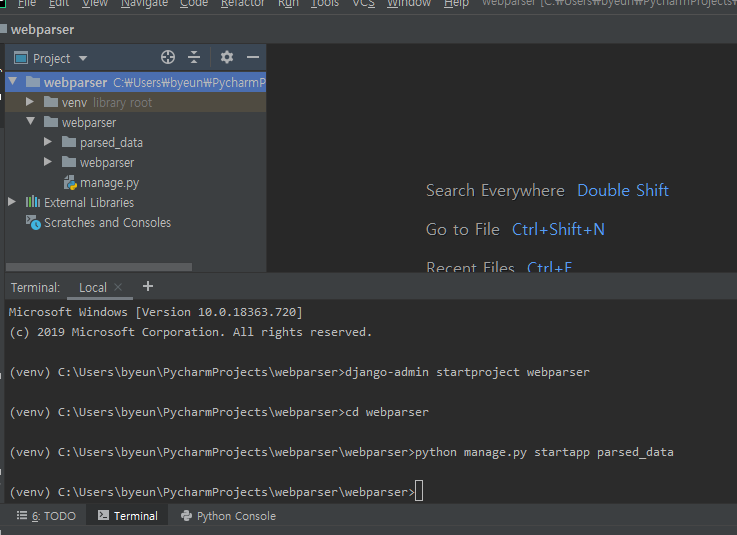 File Edit View Navigate Code Refactor Run Tools VCS Window Help webparser [C:₩Users₩byeun₩PycharmProjects₩
webparser
Project
webparser C:₩Users₩byeun₩PycharmP
venv library root
webparser
parsed_data
webparser
manage.py
External Libraries
Scratches and Consoles
Search Everywhere Double Shift
Go to File Ctrl+Shift+N
Recent Files Ctrl+E
Terminal: Local × +
Microsoft Windows [Version 10.0.18363.720]
(c) 2019 Microsoft Corporation. All rights reserved.
(venv) C:\Users\byeun\PycharmProjects\webparser>django-admin startproject webparser
(venv) C:\Users\byeun\PycharmProjects\webparser>cd webparser
(venv) C:\Users\byeun\PycharmProjects\webparser\webparser>python manage.py startapp parsed_data
(venv) C:\Users\byeun\PycharmProjects\webparser\webparser>
6: TODO Terminal Python Console